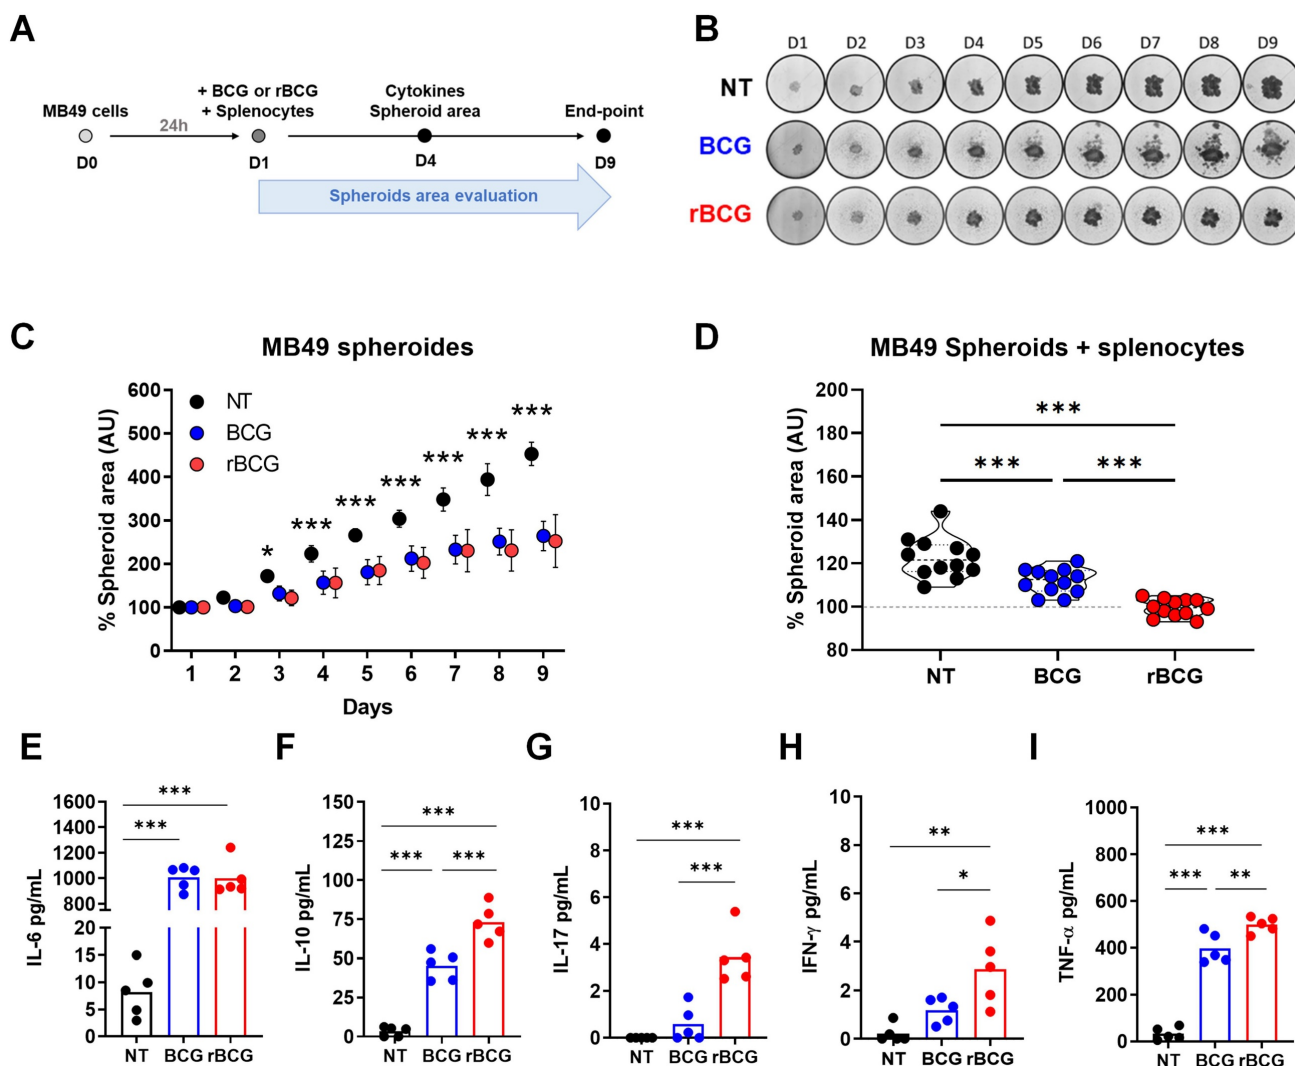 A
MB49 cells
24h
+ BCG or rBCG
+ Splenocytes
Cytokines
Spheroid area
End-point
D0
D1
D4
D9
Spheroids area evaluation
B
D1 D2 D3 D4 D5 D6 D7 D8 D9
NT
BCG
rBCG
C
MB49 spheroides
% Spheroid area (AU)
600
500
400
300
200
100
0
NT
BCG
rBCG
* *** *** *** *** *** ***
1 2 3 4 5 6 7 8 9
Days
D
MB49 Spheroids + splenocytes
% Spheroid area (AU)
200
180
160
140
120
100
80
***
*** ***
NT BCG rBCG
E
IL-6 pg/mL
1600
1400
1200
1000
800
20
15
10
5
0
***
***
NT BCG rBCG
F
IL-10 pg/mL
150
125
100
75
50
25
0
***
*** ***
NT BCG rBCG
G
IL-17 pg/mL
10
8
6
4
2
0
***
***
NT BCG rBCG
H
IFN-γ pg/mL
10
8
6
4
2
0
**
*
NT BCG rBCG
I
TNF-α pg/mL
1000
800
600
400
200
0
***
*** **
NT BCG rBCG